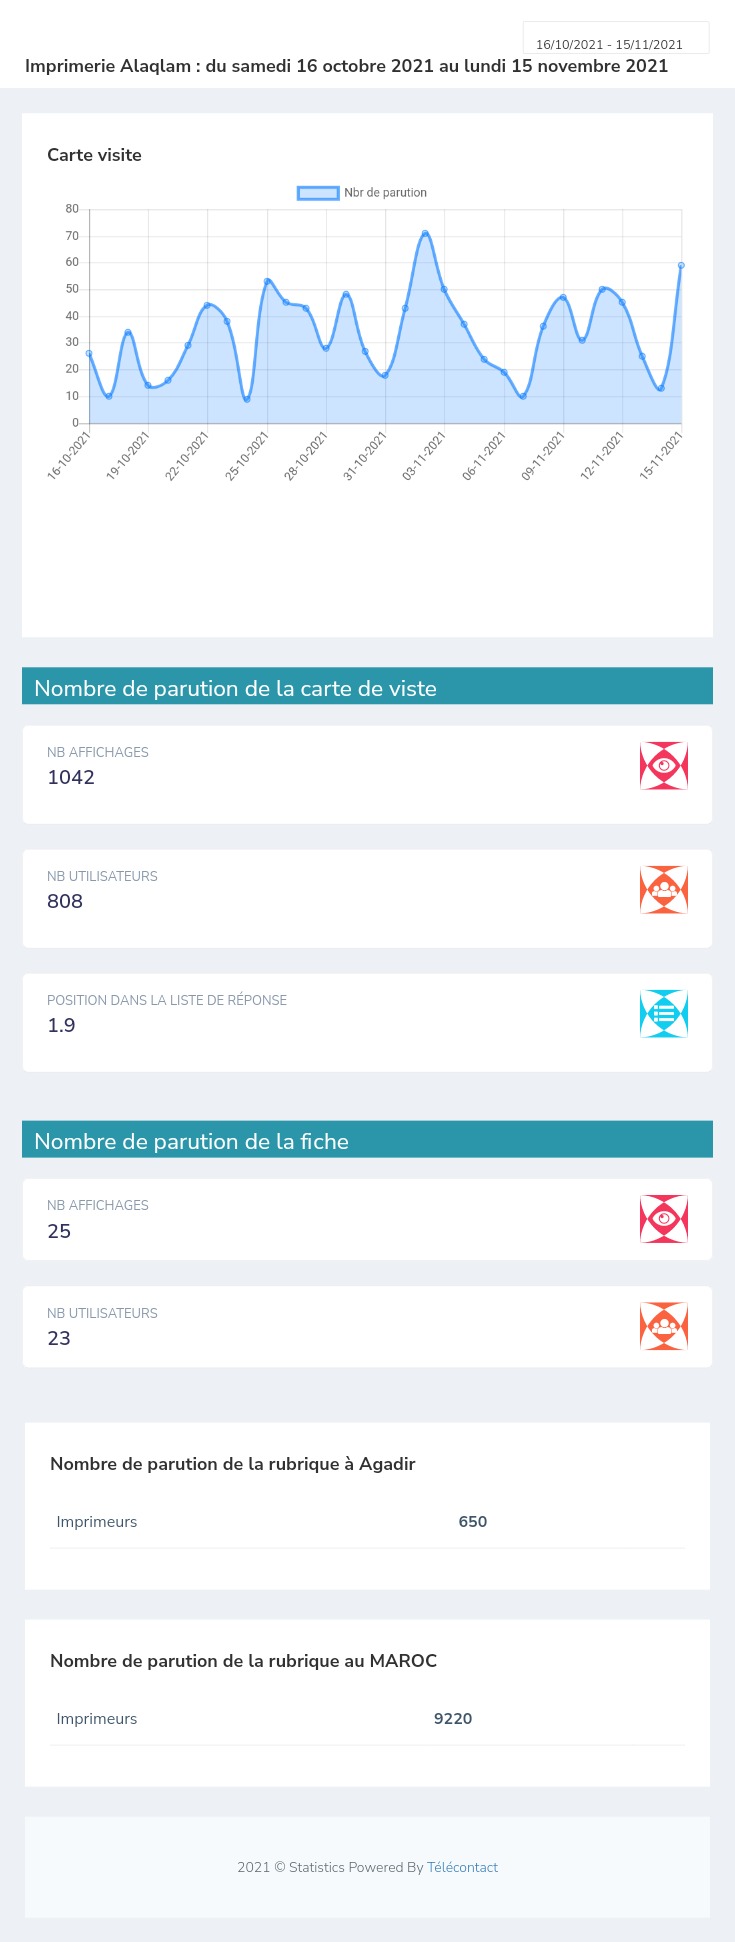 16/10/2021 - 15/11/2021
Imprimerie Alaqlam : du samedi 16 octobre 2021 au lundi 15 novembre 2021
Carte visite
Nbr de parution
80
70
60
50
40
30
20
10
0
16-10-2021
19-10-2021
22-10-2021
25-10-2021
28-10-2021
31-10-2021
03-11-2021
06-11-2021
09-11-2021
12-11-2021
15-11-2021
Nombre de parution de la carte de viste
NB AFFICHAGES
1042
NB UTILISATEURS
808
POSITION DANS LA LISTE DE RÉPONSE
1.9
Nombre de parution de la fiche
NB AFFICHAGES
25
NB UTILISATEURS
23
Nombre de parution de la rubrique à Agadir
Imprimeurs 650
Nombre de parution de la rubrique au MAROC
Imprimeurs 9220
2021 © Statistics Powered By Télécontact